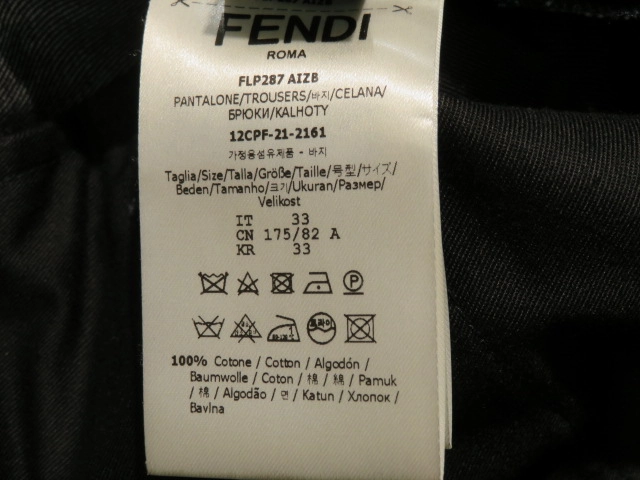 FENDI
ROMA
FLP287 AIZB
PANTALONE/TROUSERS/바지/CELANA/
БРЮКИ/KALHOTY
12CPF-21-2161
가정용섬유제품 - 바지
Taglia/Size/Talla/Größe/Taille/号型/サイズ/
Beden/Tamanho/크기/Ukuran/Размер/
Velikost
IT 33
CN 175/82 A
KR 33
P
드라이
100% Cotone / Cotton / Algodón /
Baumwolle / Coton / 棉 / 綿 / Pamuk
/ 棉 / Algodão / 면 / Katun / Хлопок /
Bavlna